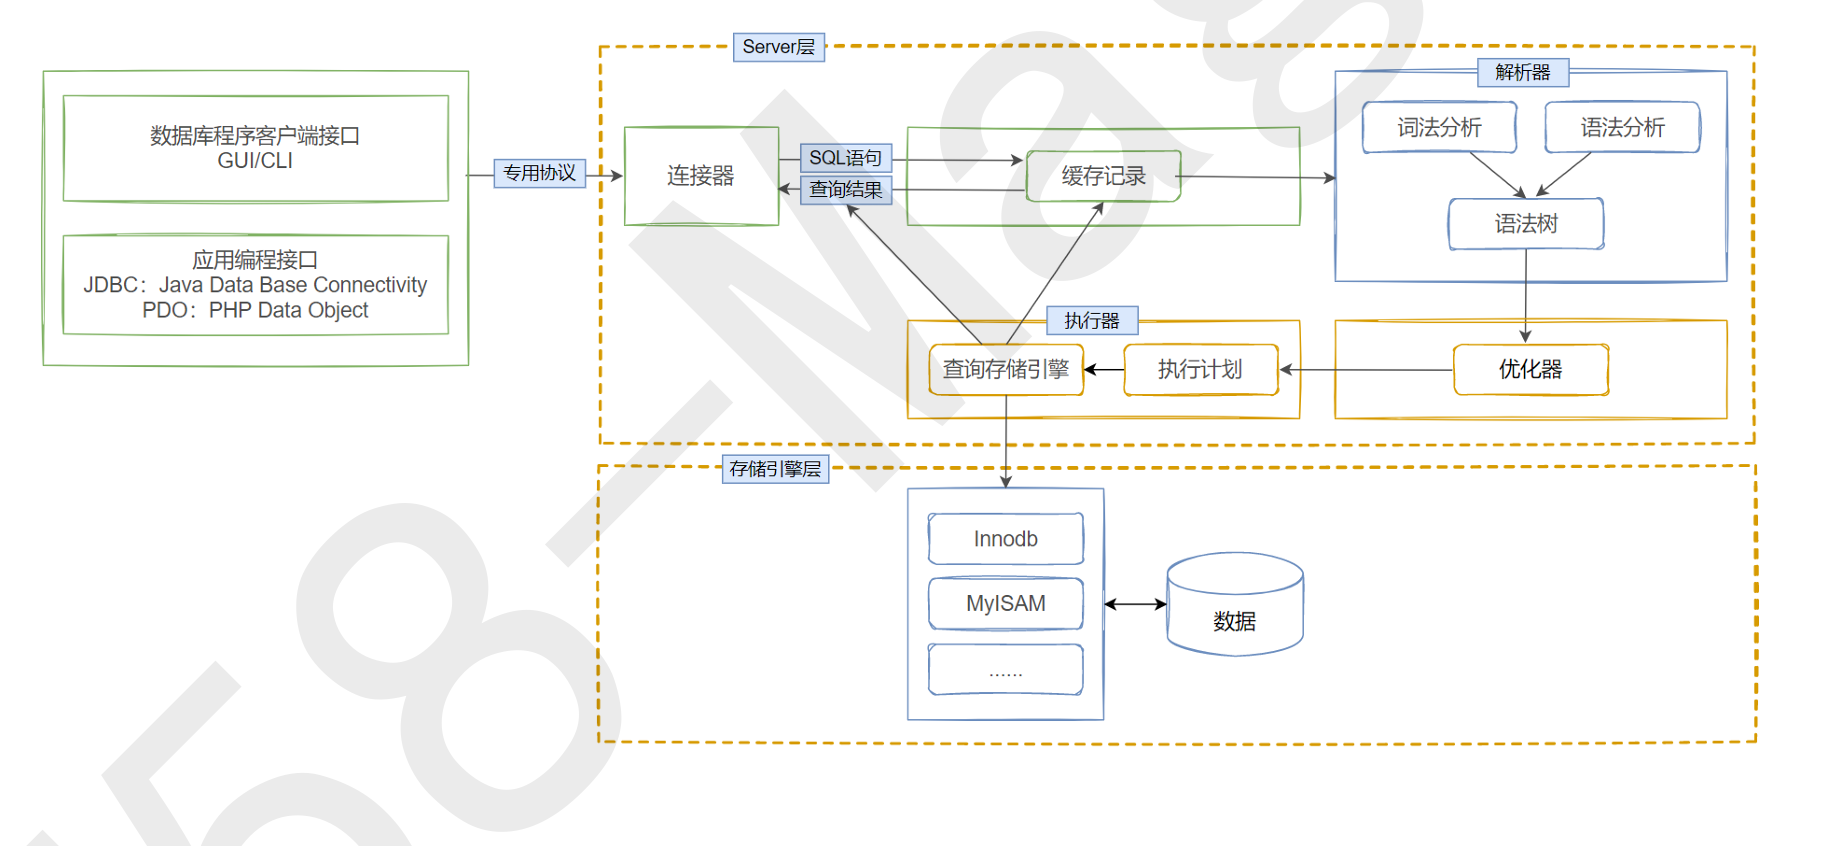 Server层
解析器
数据库程序客户端接口
GUI/CLI
词法分析
语法分析
专用协议
连接器
SQL语句
查询结果
缓存记录
语法树
应用编程接口
JDBC：Java Data Base Connectivity
PDO：PHP Data Object
执行器
查询存储引擎
执行计划
优化器
存储引擎层
Innodb
MyISAM
......
数据